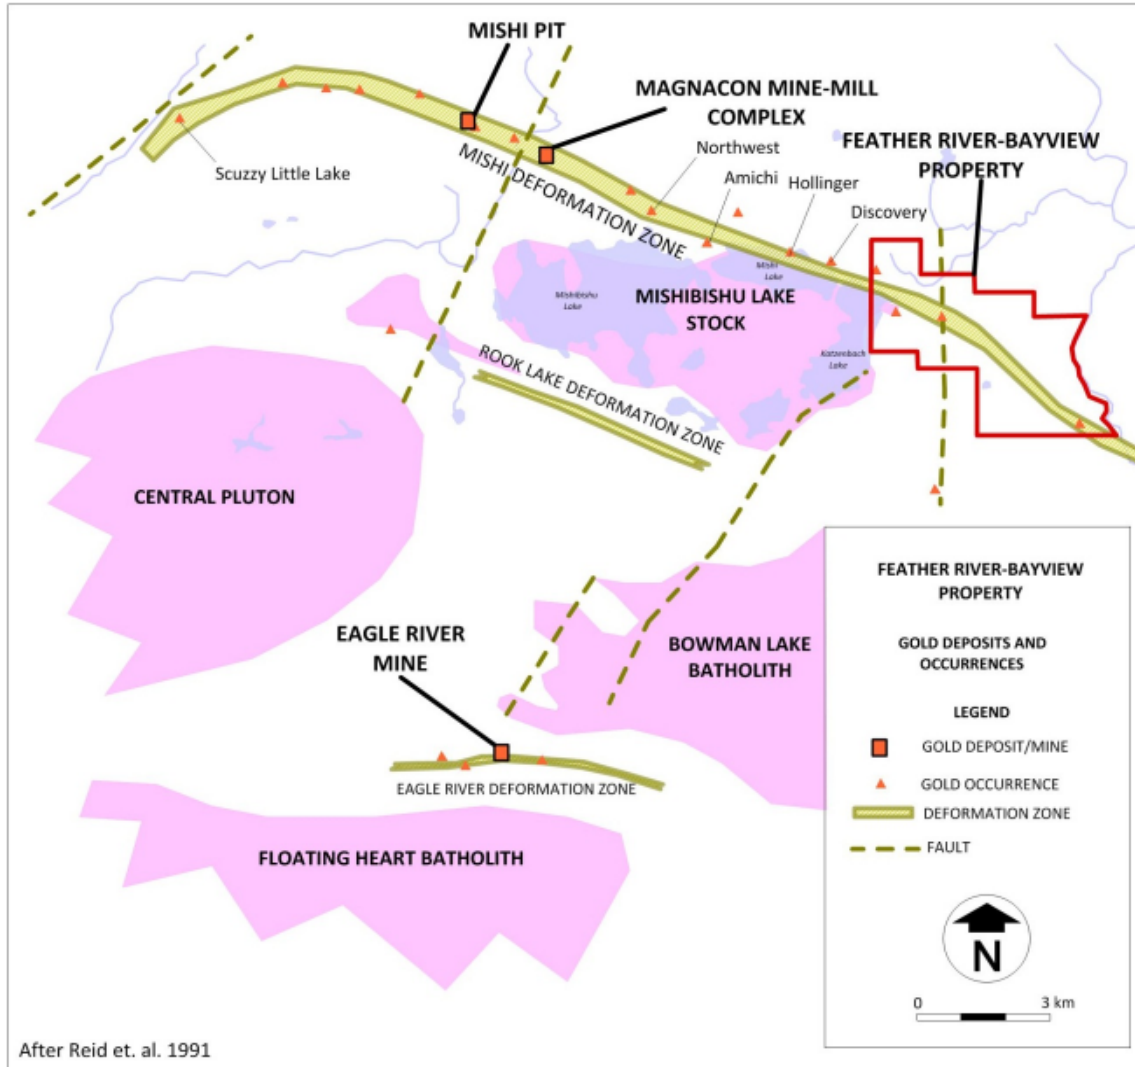 MISHI PIT
MAGNACON MINE-MILL
COMPLEX
FEATHER RIVER-BAYVIEW
PROPERTY
Northwest
Amichi
Hollinger
Discovery
Scuzzy Little Lake
MISHI DEFORMATION ZONE
Mishi
Lake
Mishibishu
Lake
MISHIBISHU LAKE
STOCK
Katzenbach
Lake
ROOK LAKE DEFORMATION ZONE
CENTRAL PLUTON
EAGLE RIVER
MINE
BOWMAN LAKE
BATHOLITH
EAGLE RIVER DEFORMATION ZONE
FLOATING HEART BATHOLITH
FEATHER RIVER-BAYVIEW
PROPERTY
GOLD DEPOSITS AND
OCCURRENCES
LEGEND
GOLD DEPOSIT/MINE
GOLD OCCURRENCE
DEFORMATION ZONE
FAULT
N
0 3 km
After Reid et. al. 1991